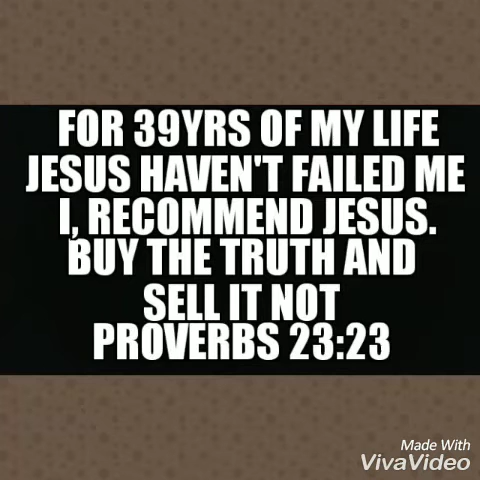 FOR 39YRS OF MY LIFE
JESUS HAVEN'T FAILED ME
I, RECOMMEND JESUS.
BUY THE TRUTH AND
SELL IT NOT
PROVERBS 23:23
Made With
VivaVideo